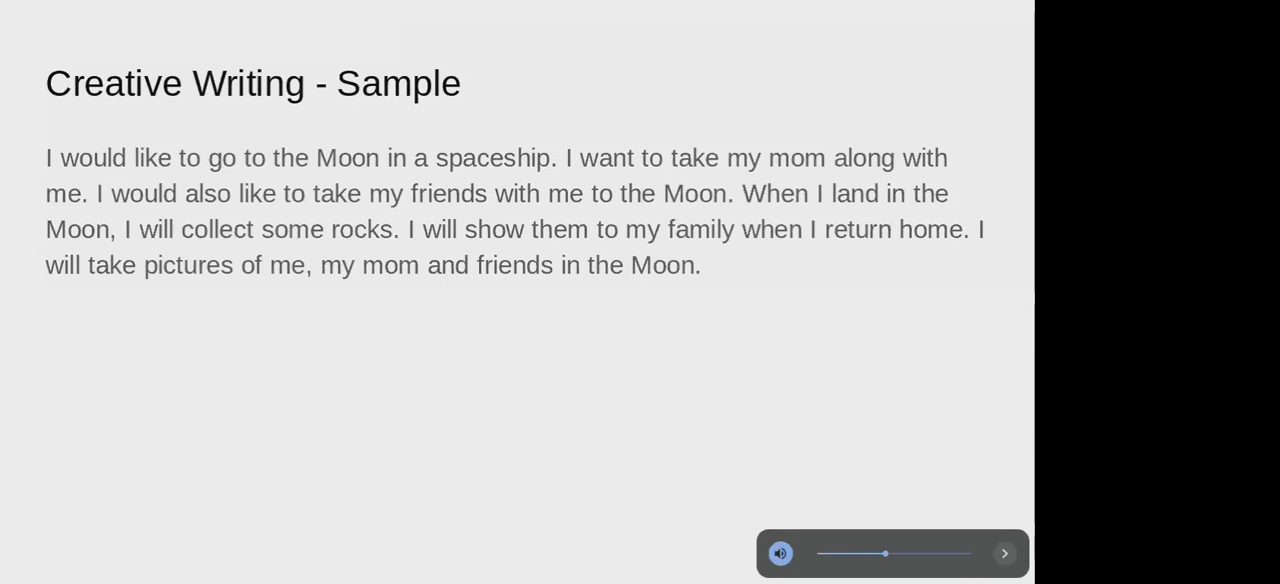 Creative Writing - Sample
I would like to go to the Moon in a spaceship. I want to take my mom along with
me. I would also like to take my friends with me to the Moon. When I land in the
Moon, I will collect some rocks. I will show them to my family when I return home. I
will take pictures of me, my mom and friends in the Moon.